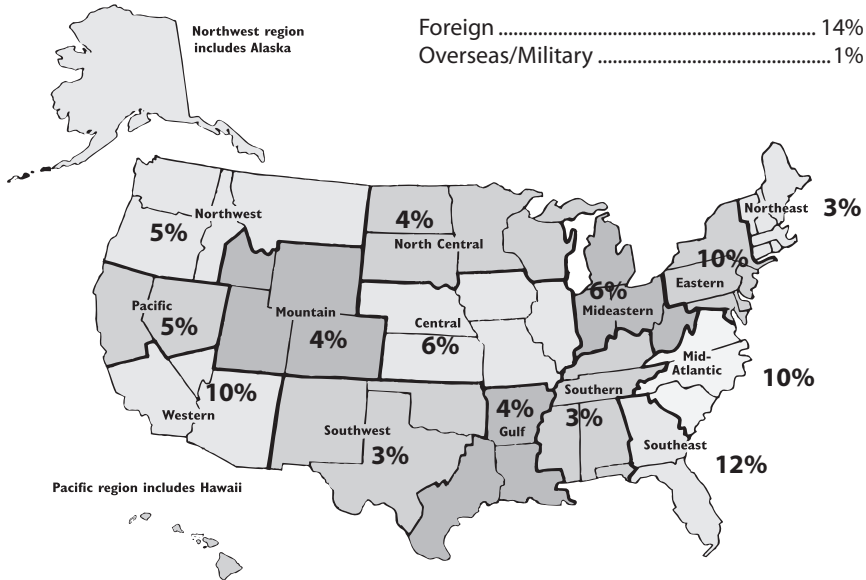 Northwest region
includes Alaska
Foreign ................................................... 14%
Overseas/Military ......................................1%
Northeast 3%
4%
Northwest
5%
North Central
10%
Eastern
6%
Mideastern
Pacific
5%
Mountain
4%
Central
6%
Mid-
Atlantic
10%
10%
Western
Southern
3%
4%
Gulf
Southwest
3%
Southeast
12%
Pacific region includes Hawaii